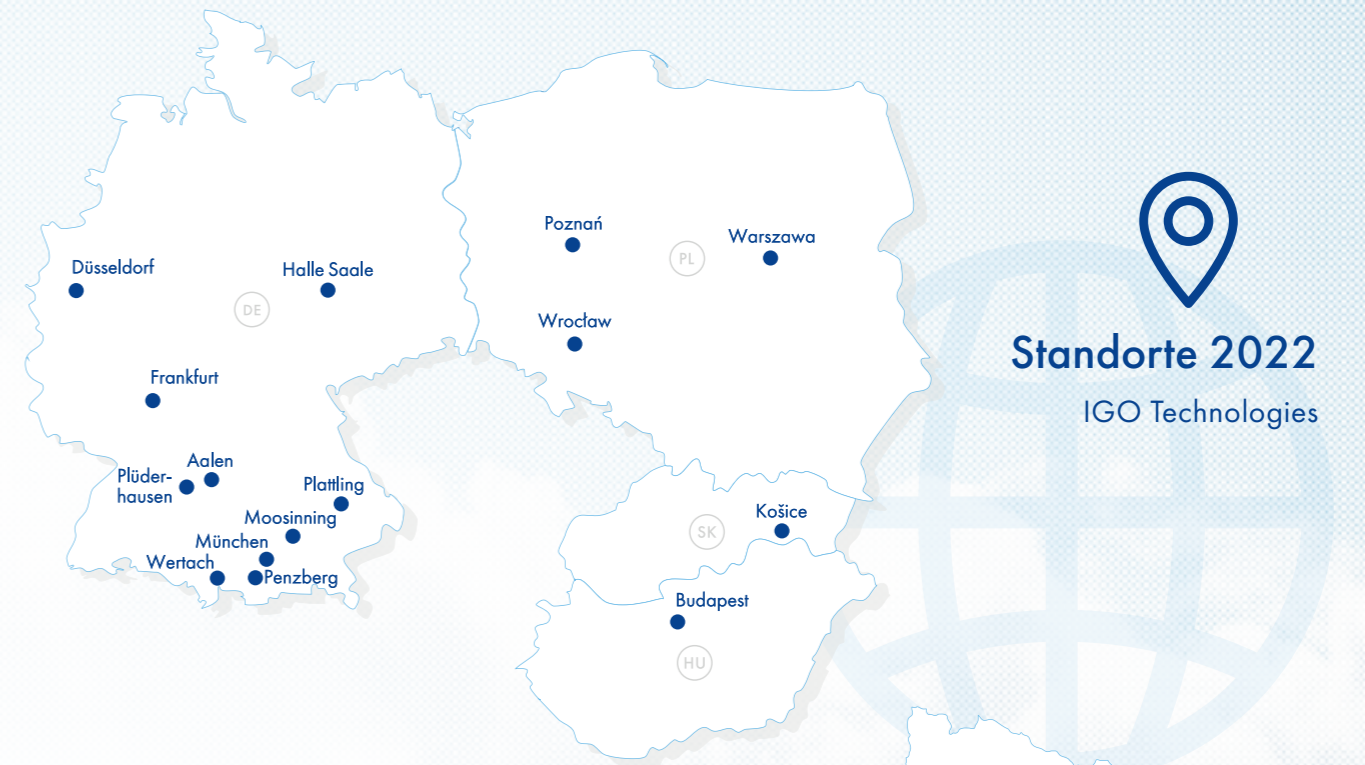 Poznań
Warszawa
PL
Düsseldorf
Halle Saale
DE
Wrocław
Standorte 2022
Frankfurt
IGO Technologies
Aalen
Plüder-
hausen
Plattling
Moosinning
Košice
SK
München
Wertach
Penzberg
Budapest
HU